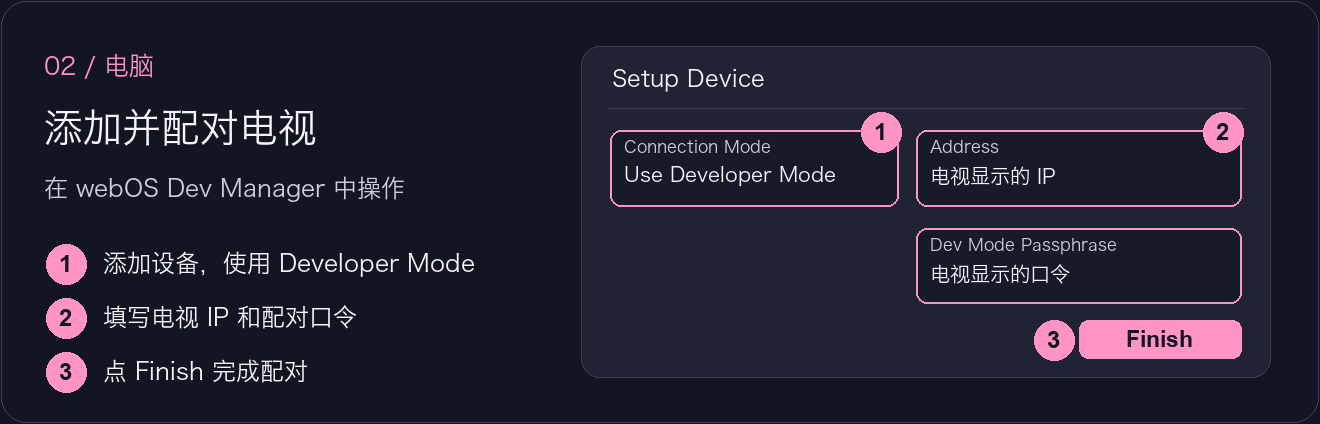 02 / 电脑
添加并配对电视
在 webOS Dev Manager 中操作
1 添加设备，使用 Developer Mode
2 填写电视 IP 和配对口令
3 点 Finish 完成配对
Setup Device
1
Connection Mode
Use Developer Mode
2
Address
电视显示的 IP
Dev Mode Passphrase
电视显示的口令
3 Finish